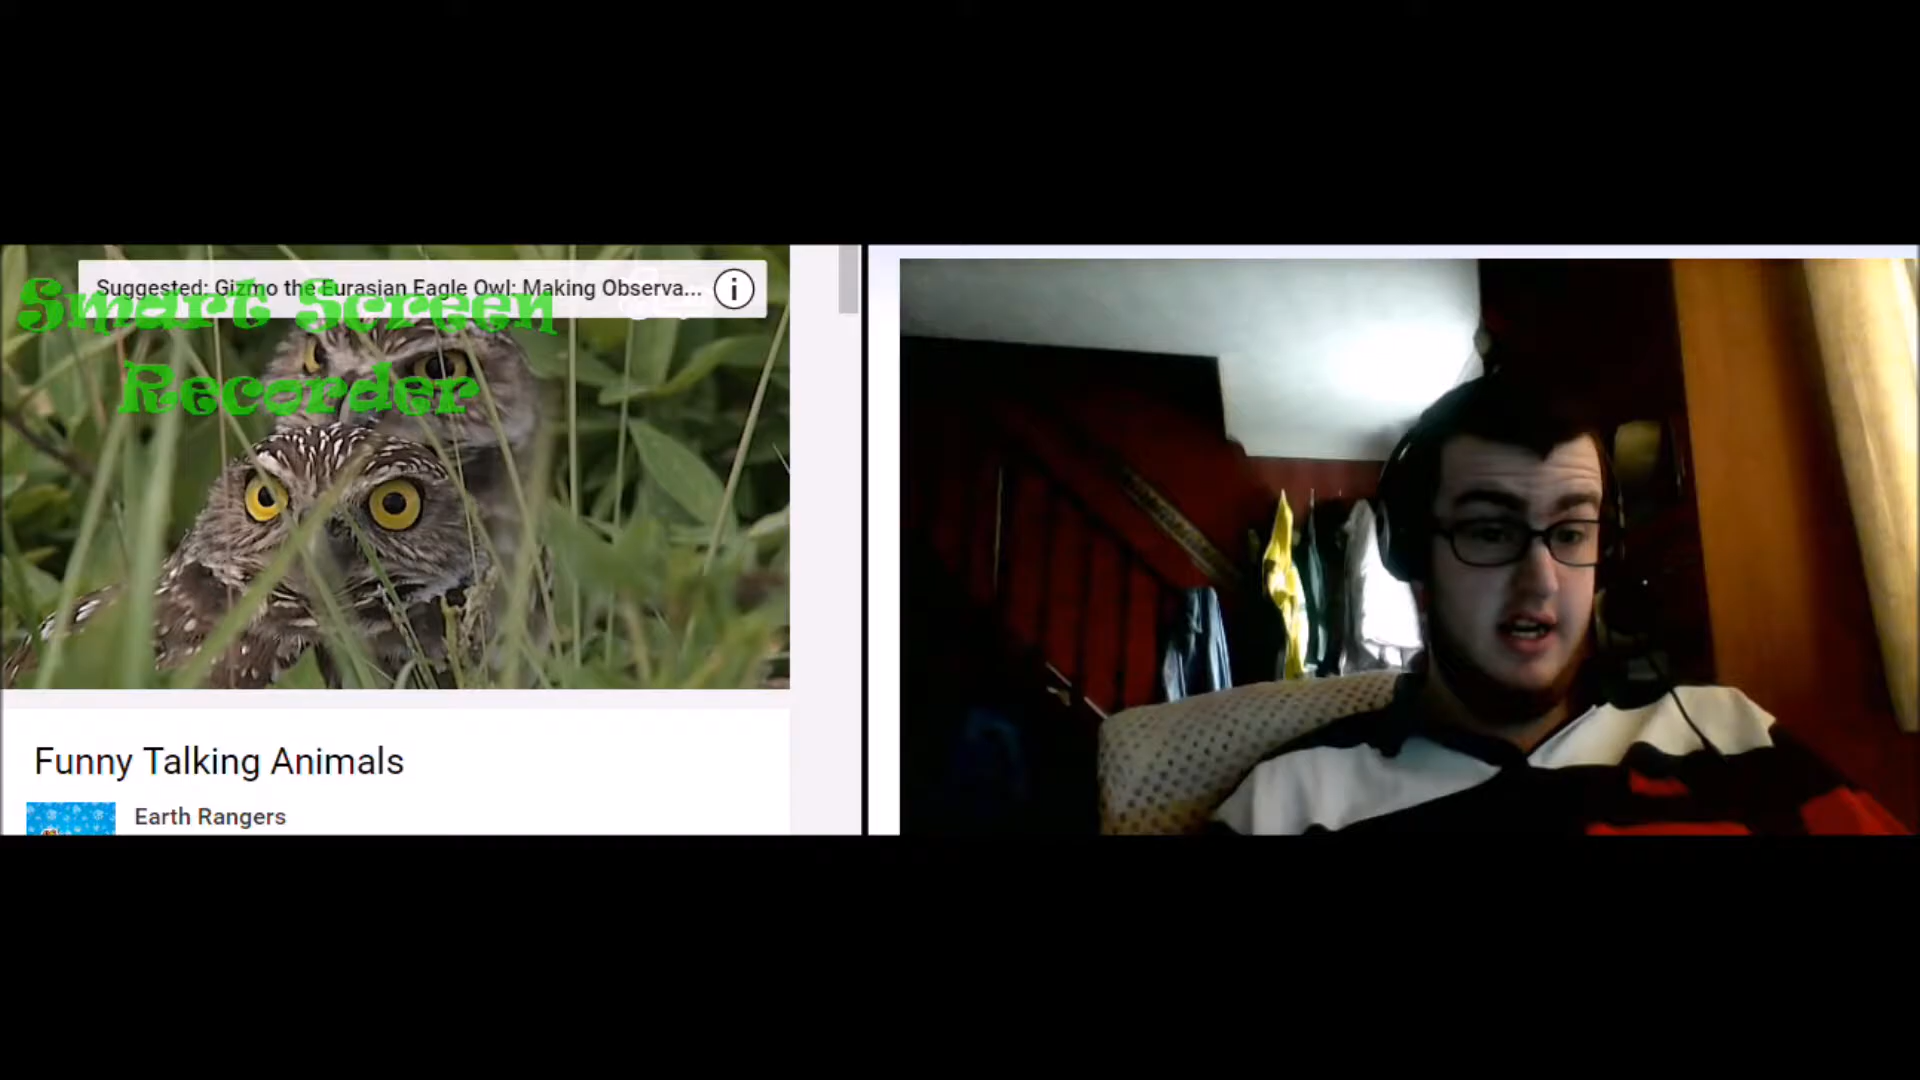 Suggested: Gizmo the Eurasian Eagle Owl: Making Observa...
Smart Screen
Recorder
Funny Talking Animals
Earth Rangers